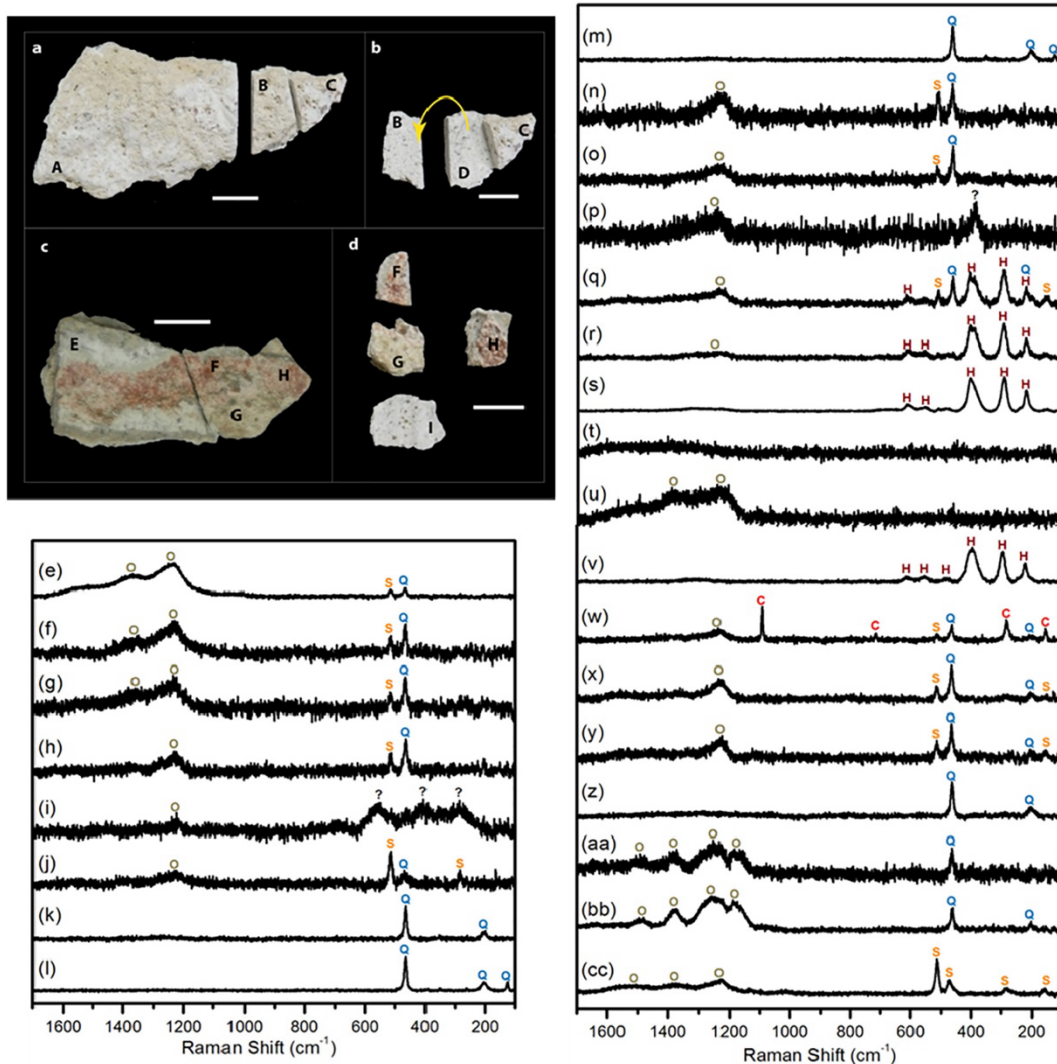 a
B
C
A
b
B
C
D
c
E
F
G
H
d
F
G
H
I
(e)
O
O
S
Q
(f)
O
O
S
Q
(g)
O
O
S
Q
(h)
O
S
Q
(i)
O
?
?
?
(j)
O
S
Q
S
(k)
Q
Q
(l)
Q
Q
Q
1600 1400 1200 1000 800 600 400 200
Raman Shift (cm-1)
(m)
Q
Q
Q
(n)
O
S
Q
(o)
O
S
Q
(p)
O
?
(q)
O
H
S
Q
H
H
Q
H
S
(r)
O
H
H
H
H
H
(s)
H
H
H
H
H
(t)
(u)
O
O
(v)
H
H
H
H
H
H
(w)
O
C
C
S
Q
C
Q
C
(x)
O
S
Q
Q
S
(y)
O
S
Q
Q
S
(z)
Q
Q
(aa)
O
O
O
O
Q
(bb)
O
O
O
O
Q
Q
(cc)
O
O
O
S
S
S
S
1600 1400 1200 1000 800 600 400 200
Raman Shift (cm-1)